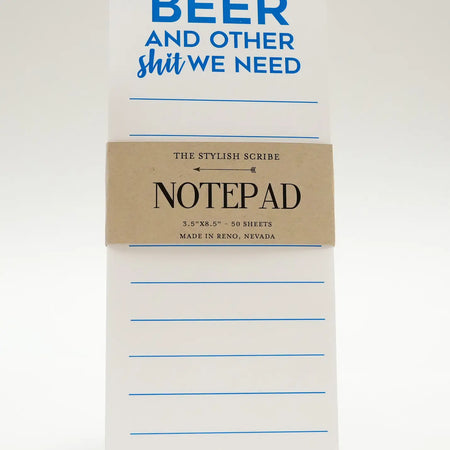 BEER
AND OTHER
shit WE NEED
THE STYLISH SCRIBE
NOTEPAD
3.5"X8.5" - 50 SHEETS
MADE IN RENO, NEVADA